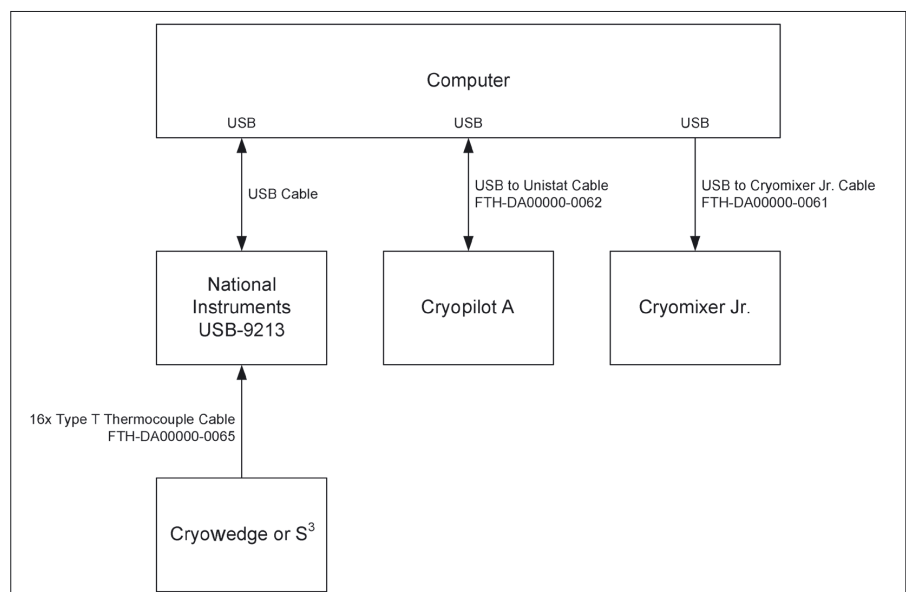 Computer
USB
USB
USB
USB Cable
USB to Unistat Cable
FTH-DA00000-0062
USB to Cryomixer Jr. Cable
FTH-DA00000-0061
National
Instruments
USB-9213
Cryopilot A
Cryomixer Jr.
16x Type T Thermocouple Cable
FTH-DA00000-0065
Cryowedge or S³